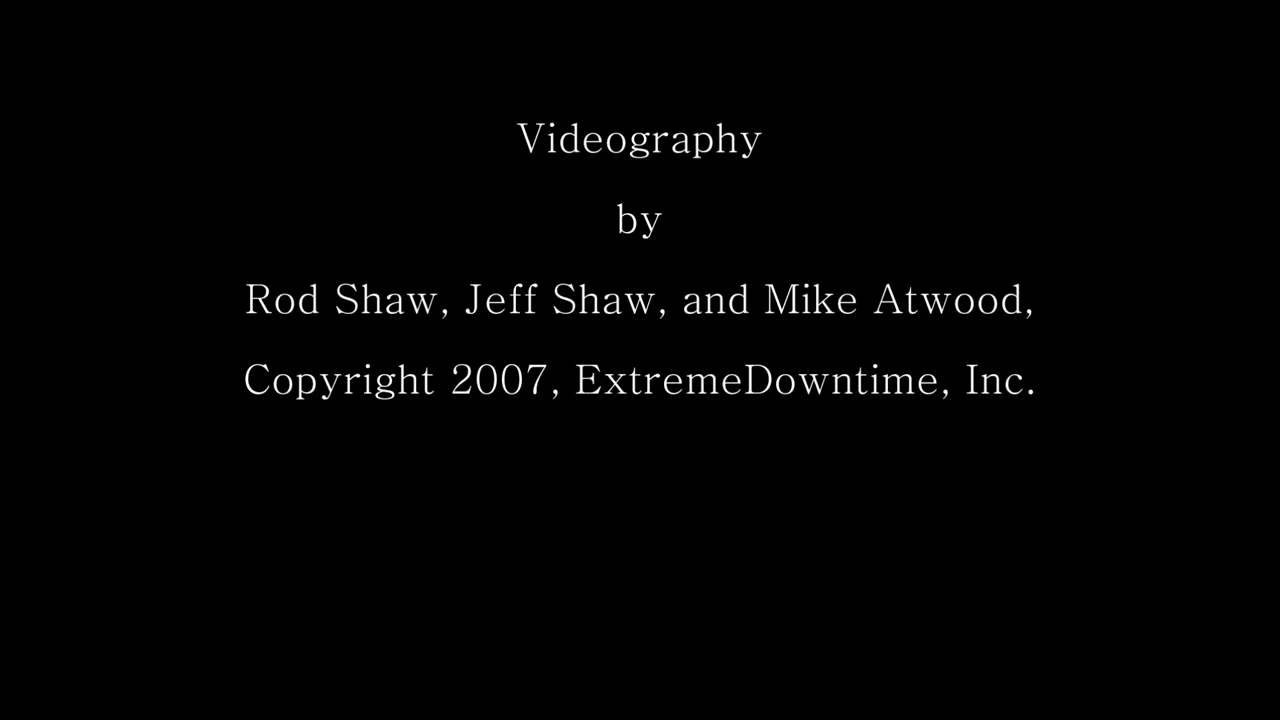 Videography
by
Rod Shaw, Jeff Shaw, and Mike Atwood,
Copyright 2007, ExtremeDowntime, Inc.